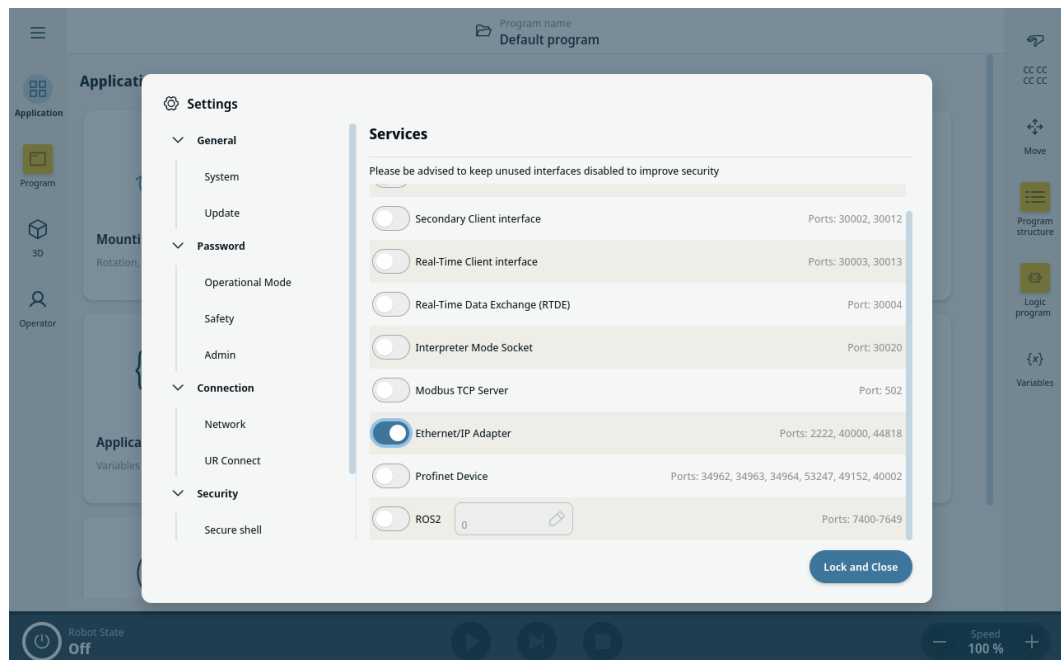 Program name
Default program
Application
Program
3D
Operator
Applicati
Mounti
Rotation,
Applica
Variables
Settings
General
System
Update
Password
Operational Mode
Safety
Admin
Connection
Network
UR Connect
Security
Secure shell
Services
Please be advised to keep unused interfaces disabled to improve security
Secondary Client interface Ports: 30002, 30012
Real-Time Client interface Ports: 30003, 30013
Real-Time Data Exchange (RTDE) Port: 30004
Interpreter Mode Socket Port: 30020
Modbus TCP Server Port: 502
Ethernet/IP Adapter Ports: 2222, 40000, 44818
Profinet Device Ports: 34962, 34963, 34964, 53247, 49152, 40002
ROS2 0 Ports: 7400-7649
Lock and Close
CC CC
CC CC
Move
Program
structure
Logic
program
{x}
Variables
Robot State
Off
Speed
100 %